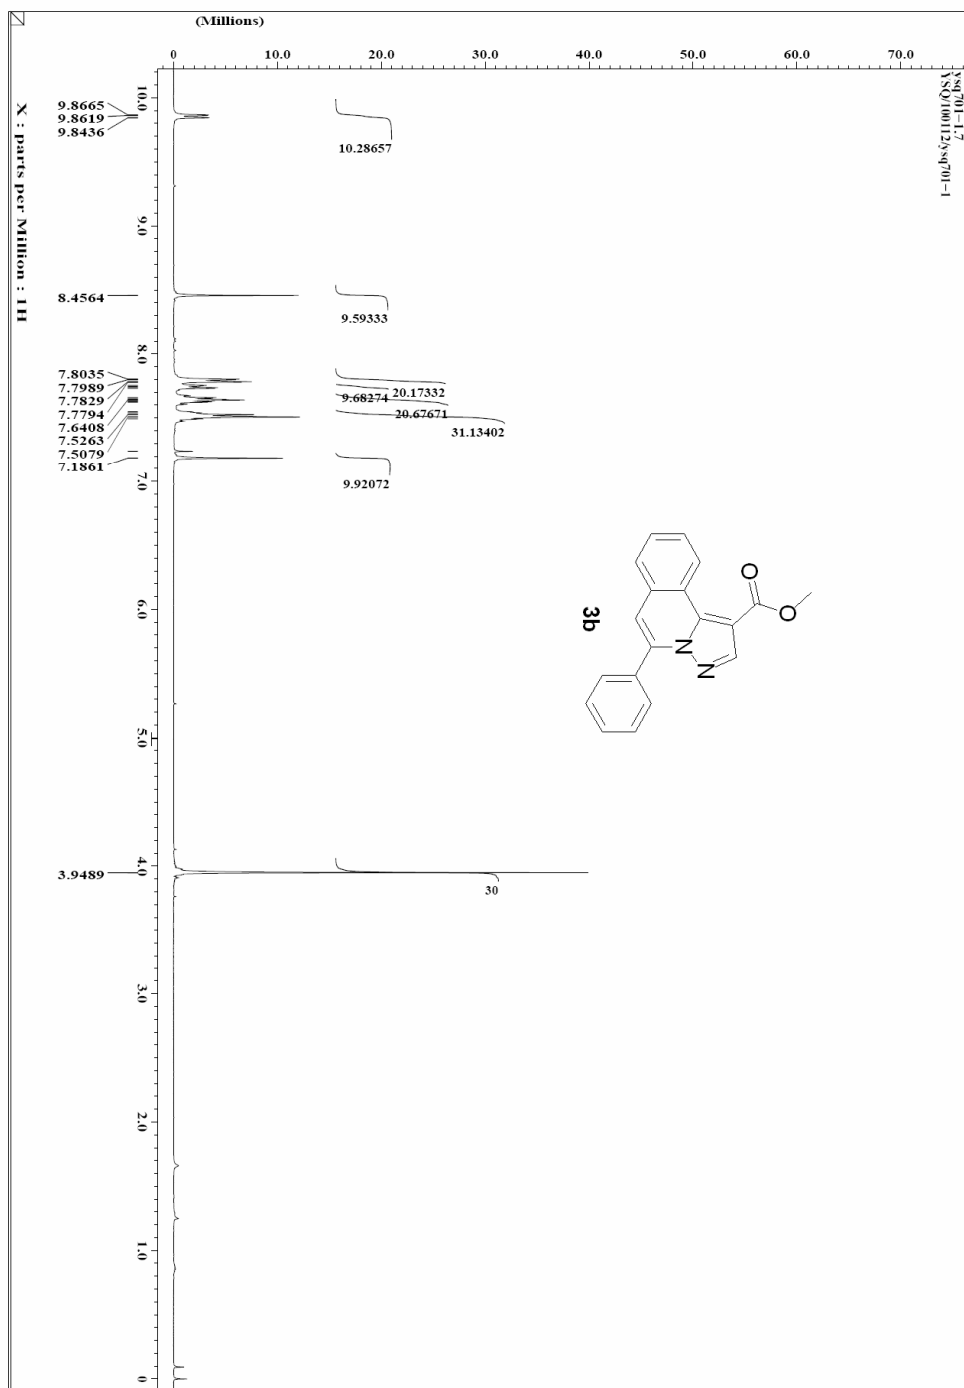 (Millions)
0 10.0 20.0 30.0 40.0 50.0 60.0 70.0
ysq701-1.7
YSQ/100112/ysq701-1
10.0 9.0 8.0 7.0 6.0 5.0 4.0 3.0 2.0 1.0 0
X : parts per Million : 1H
9.8665
9.8619
9.8436
8.4564
7.8035
7.7989
7.7829
7.7794
7.6408
7.5263
7.5079
7.1861
3.9489
10.28657
9.59333
20.17332
9.68274
20.67671
31.13402
9.92072
30
O
O
N
N
3b